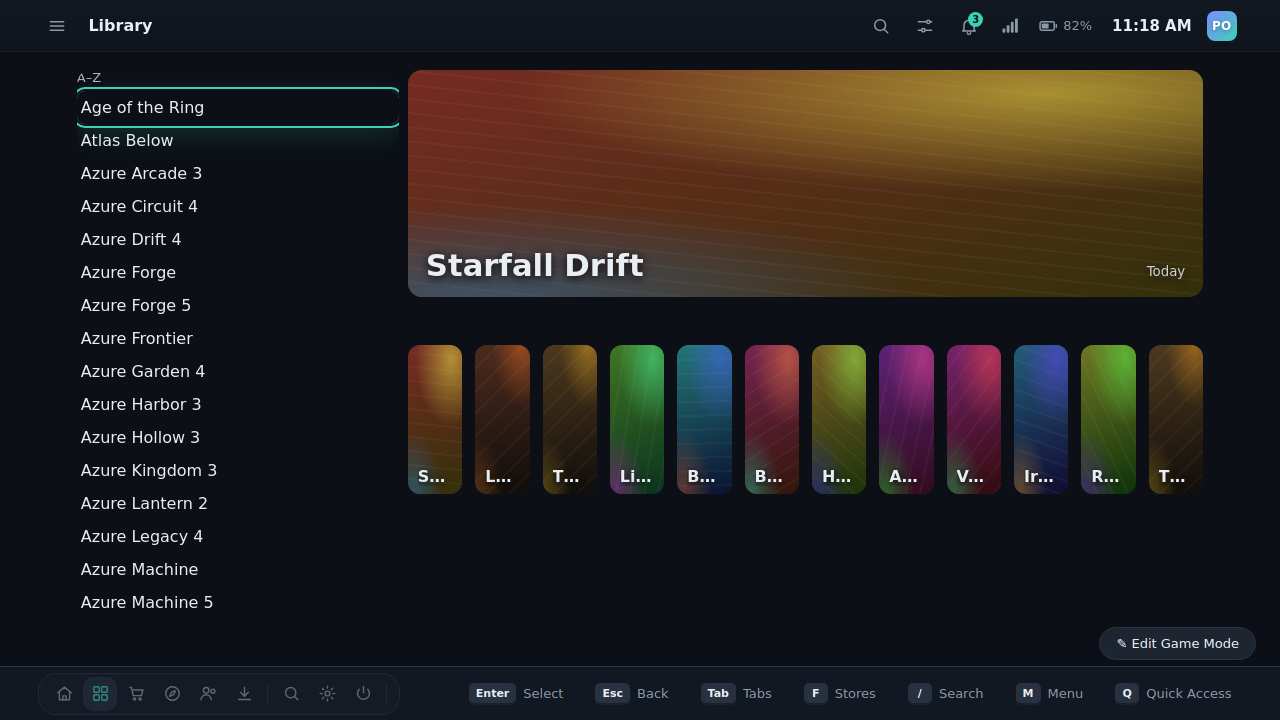 Library
3
82%
11:18 AM
PO
A–Z
Age of the Ring
Atlas Below
Azure Arcade 3
Azure Circuit 4
Azure Drift 4
Azure Forge
Azure Forge 5
Azure Frontier
Azure Garden 4
Azure Harbor 3
Azure Hollow 3
Azure Kingdom 3
Azure Lantern 2
Azure Legacy 4
Azure Machine
Azure Machine 5
Starfall Drift
Today
S…
L…
T…
Li…
B…
B…
H…
A…
V…
Ir…
R…
T…
✎ Edit Game Mode
Enter Select
Esc Back
Tab Tabs
F Stores
/ Search
M Menu
Q Quick Access